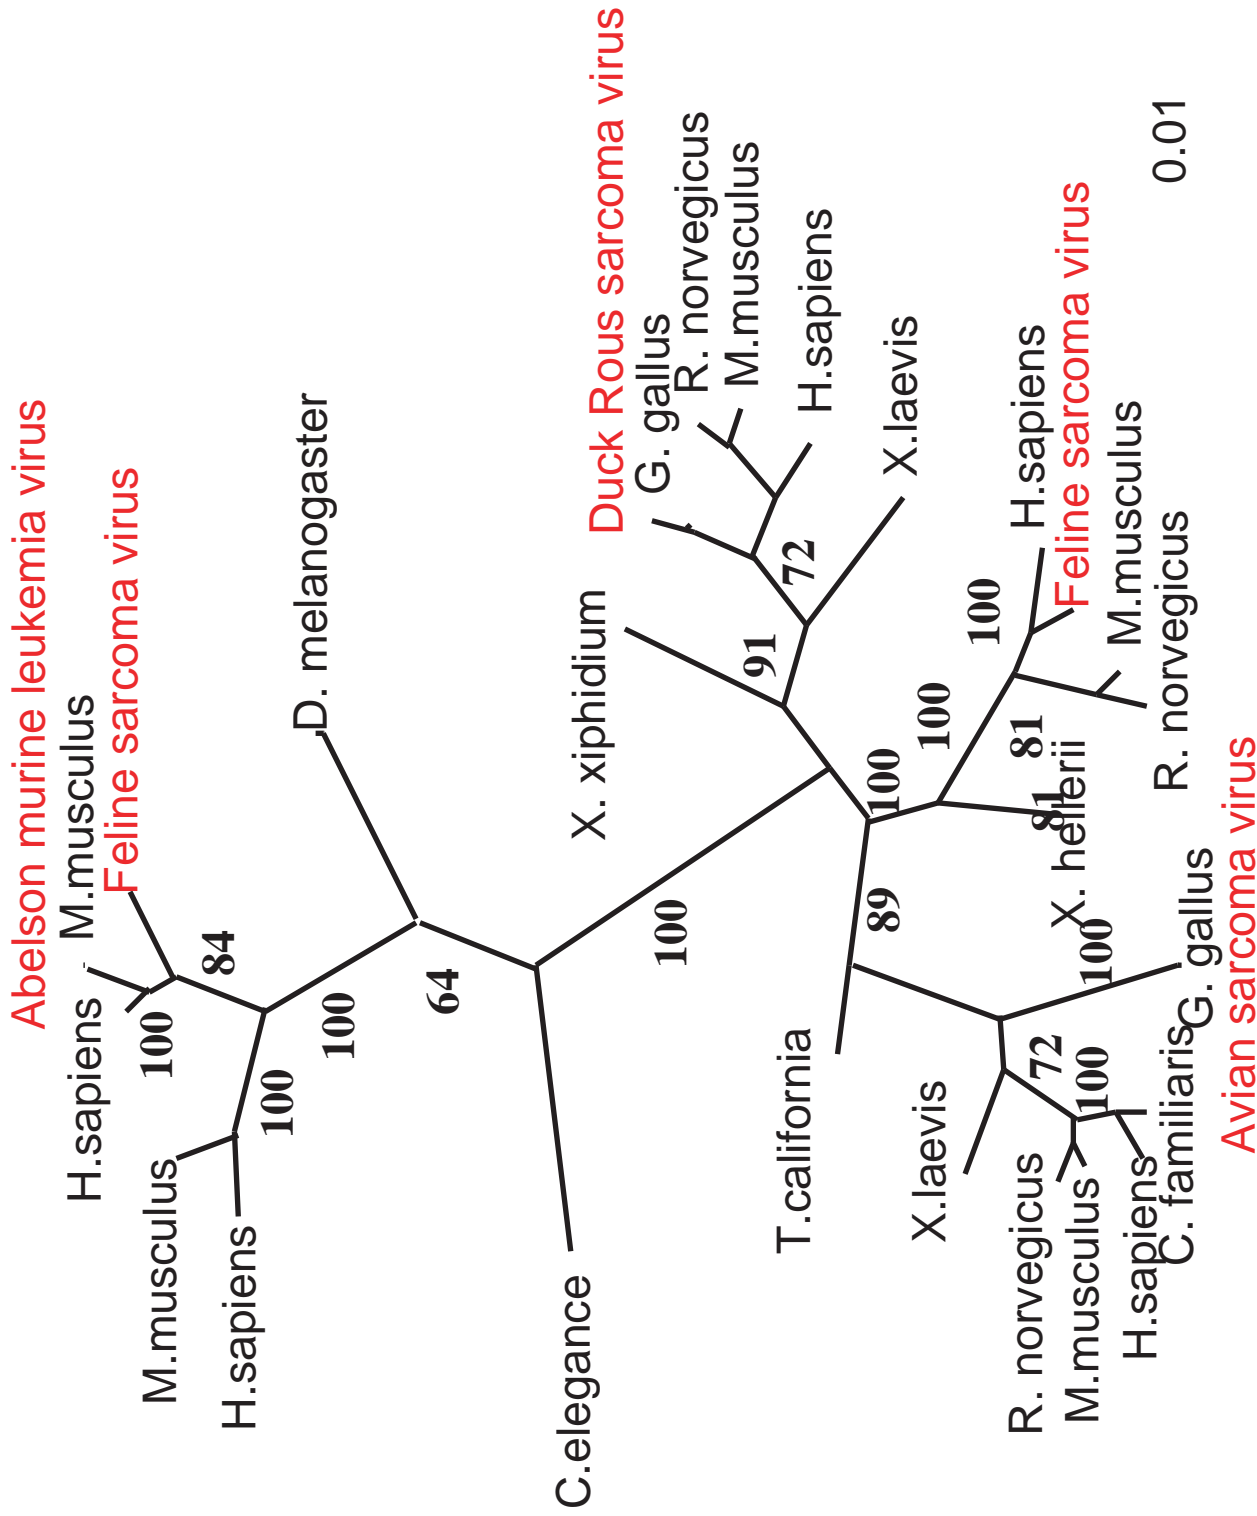 Abelson murine leukemia virus
M.musculus
Feline sarcoma virus
H.sapiens
84
100
100
100
M.musculus
H.sapiens
D. melanogaster
64
C.elegance
100
X. xiphidium
Duck Rous sarcoma virus
G. gallus
R. norvegicus
M.musculus
H.sapiens
X.laevis
72
91
100
100
100
H.sapiens
Feline sarcoma virus
M.musculus
R. norvegicus
81
81
X. hellerii
89
T.california
X.laevis
100
G. gallus
Avian sarcoma virus
72
100
R. norvegicus
M.musculus
H.sapiens
C. familiaris
0.01